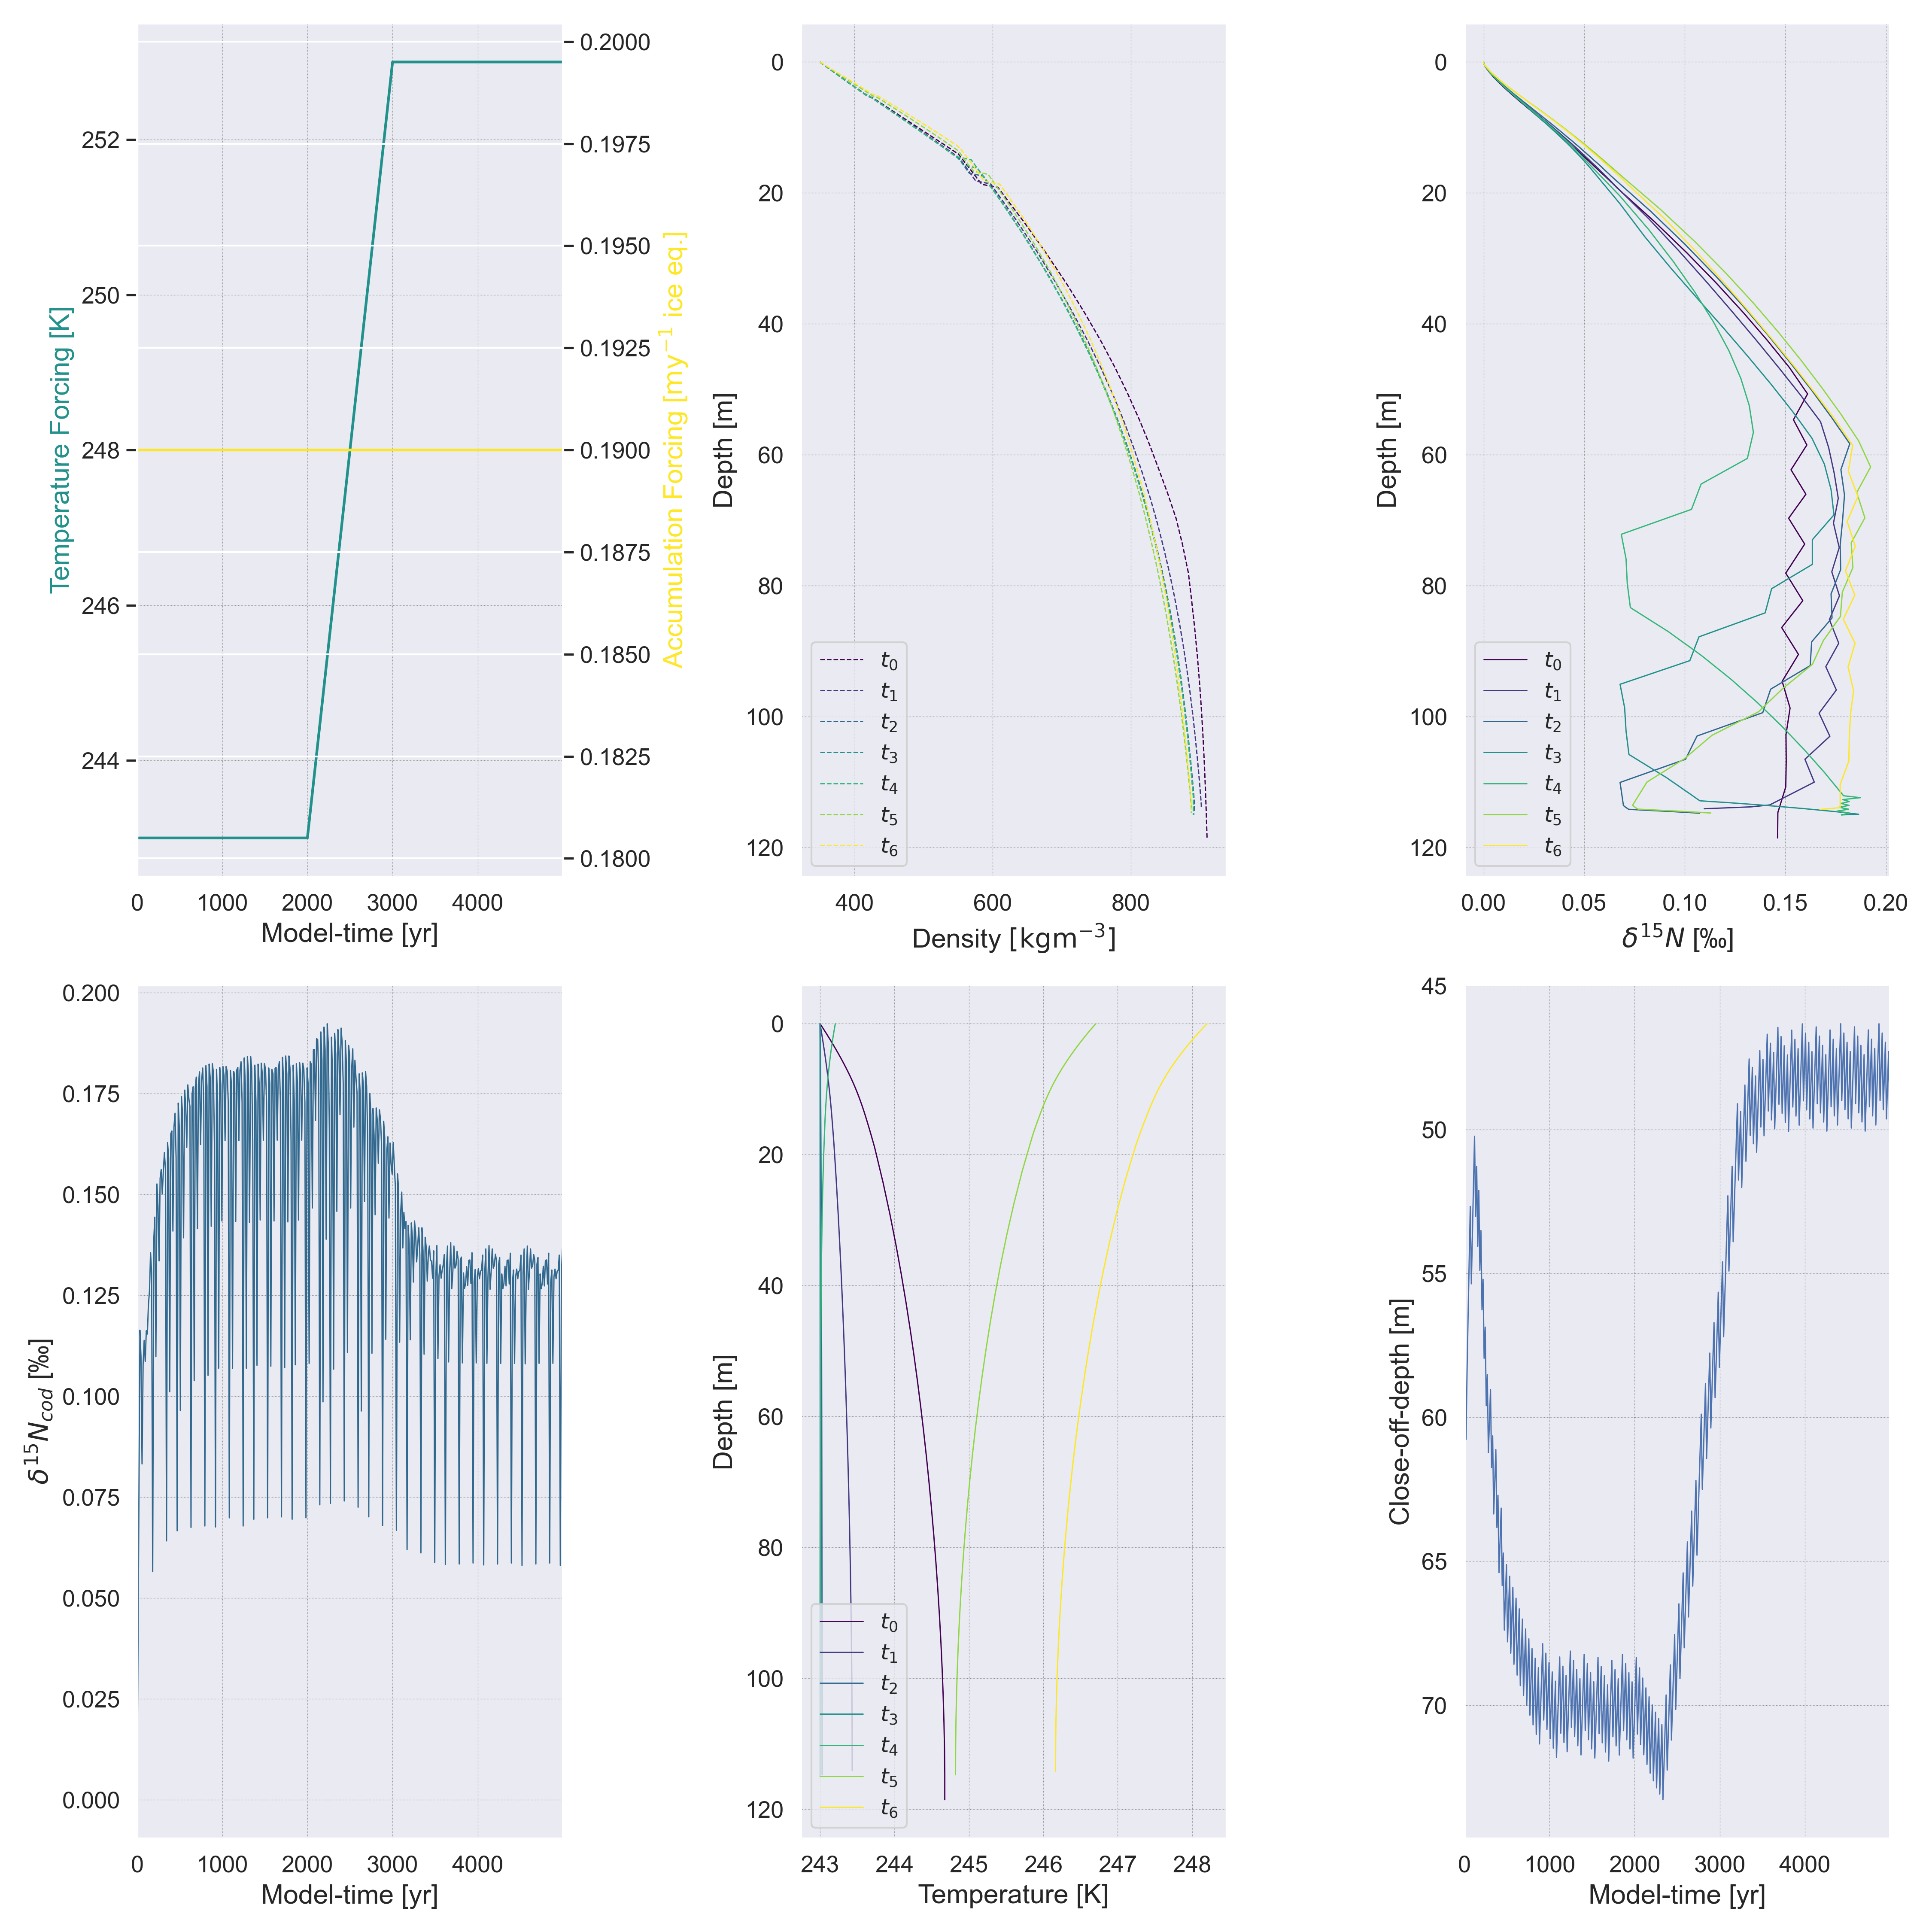 0.2000
0.1975
0.1950
0.1925
0.1900
0.1875
0.1850
0.1825
0.1800
252
250
248
246
244
0 1000 2000 3000 4000
Model-time [yr]
Temperature Forcing [K]
Accumulation Forcing [my⁻¹ ice eq.]
0
20
40
60
80
100
120
400 600 800
Density [kgm⁻³]
Depth [m]
t₀
t₁
t₂
t₃
t₄
t₅
t₆
0
20
40
60
80
100
120
0.00 0.05 0.10 0.15 0.20
δ¹⁵N [‰]
Depth [m]
t₀
t₁
t₂
t₃
t₄
t₅
t₆
0.200
0.175
0.150
0.125
0.100
0.075
0.050
0.025
0.000
0 1000 2000 3000 4000
Model-time [yr]
δ¹⁵N_cod [‰]
0
20
40
60
80
100
120
243 244 245 246 247 248
Temperature [K]
Depth [m]
t₀
t₁
t₂
t₃
t₄
t₅
t₆
45
50
55
60
65
70
0 1000 2000 3000 4000
Model-time [yr]
Close-off-depth [m]